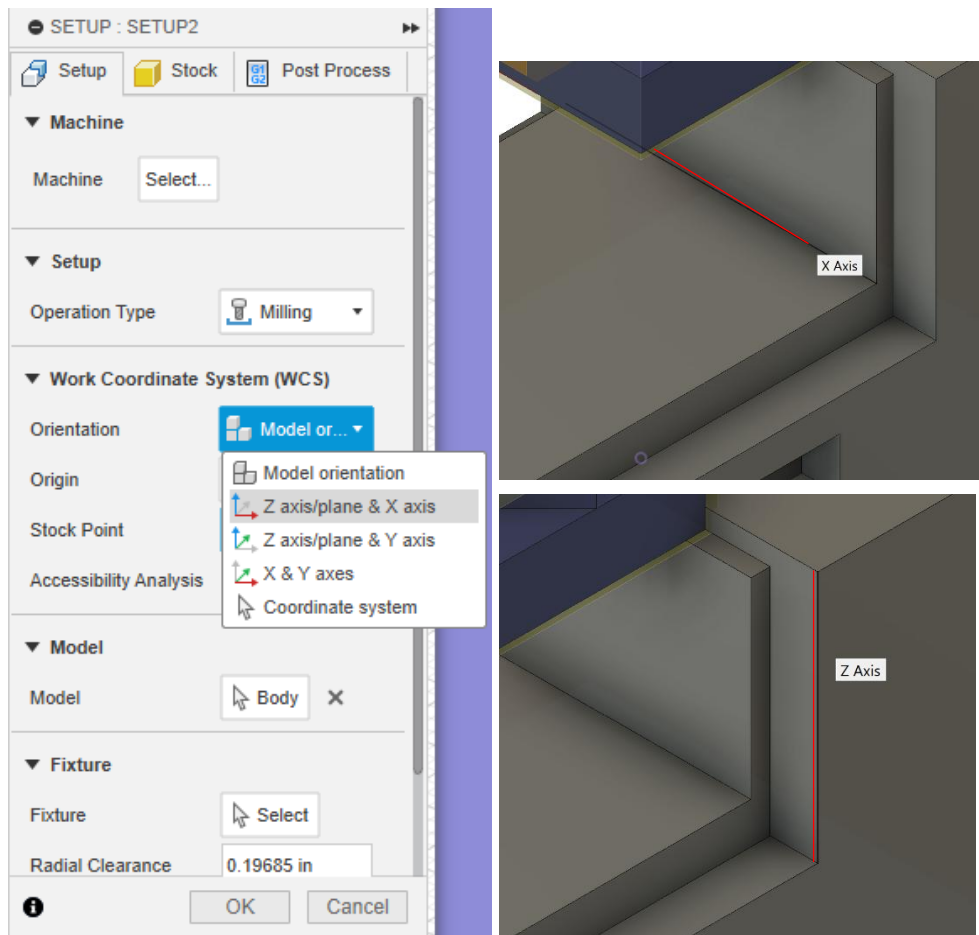 SETUP : SETUP2
Setup
Stock
G1
G2
Post Process
Machine
Machine
Select...
Setup
Operation Type
Milling
Work Coordinate System (WCS)
Orientation
Model or...
Model orientation
Origin
Z axis/plane & X axis
Stock Point
Z axis/plane & Y axis
X & Y axes
Accessibility Analysis
Coordinate system
Model
Model
Body
Fixture
Fixture
Select
Radial Clearance
0.19685 in
OK
Cancel
X Axis
Z Axis